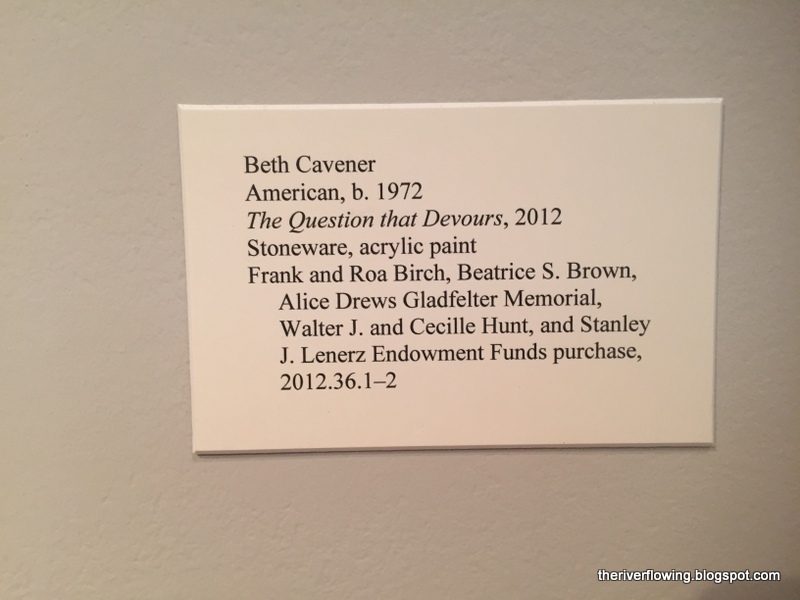 Beth Cavener
American, b. 1972
The Question that Devours, 2012
Stoneware, acrylic paint
Frank and Roa Birch, Beatrice S. Brown,
Alice Drews Gladfelter Memorial,
Walter J. and Cecille Hunt, and Stanley
J. Lenerz Endowment Funds purchase,
2012.36.1–2
theriverflowing.blogspot.com